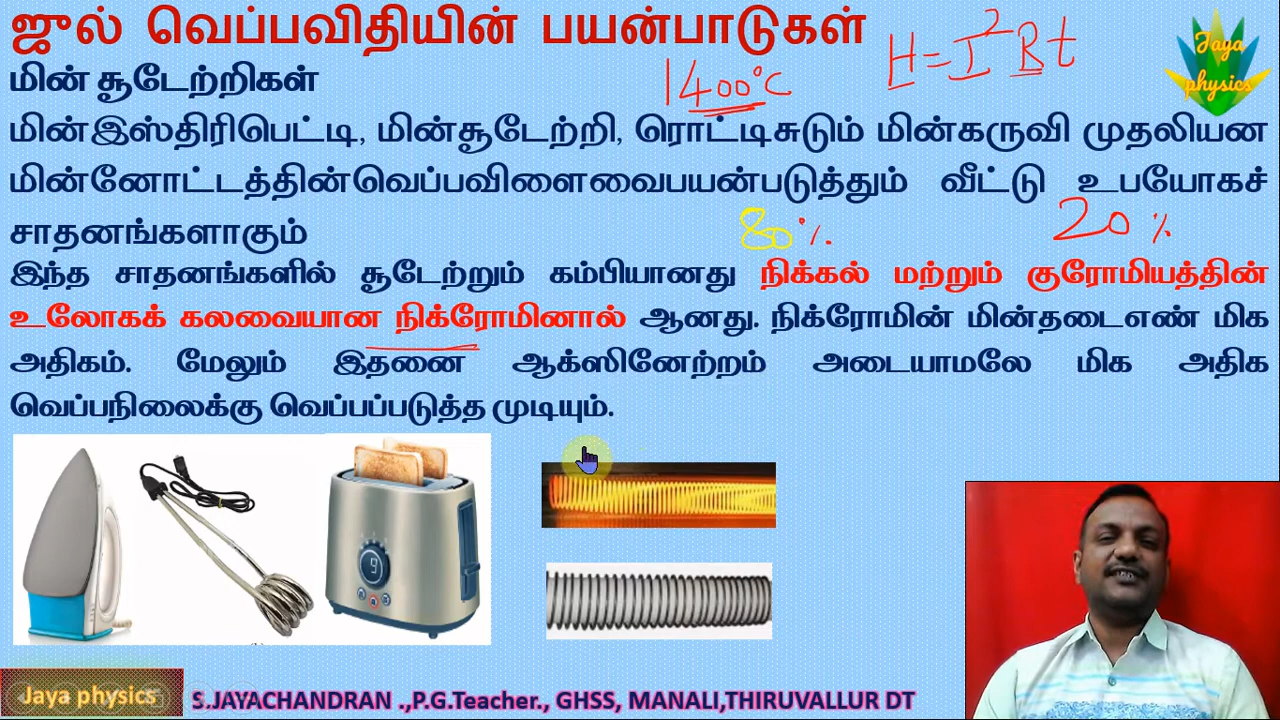 ஜுல் வெப்பவிதியின் பயன்பாடுகள்
H = I² R t
Jaya physics
மின் சூடேற்றிகள்
1400°C
மின்இஸ்திரிபெட்டி, மின்சூடேற்றி, ரொட்டிசுடும் மின்கருவி முதலியன
மின்னோட்டத்தின்வெப்பவிளைவைபயன்படுத்தும் வீட்டு உபயோகச்
சாதனங்களாகும்
80 % 20 %
இந்த சாதனங்களில் சூடேற்றும் கம்பியானது நிக்கல் மற்றும் குரோமியத்தின்
உலோகக் கலவையான நிக்ரோமினால் ஆனது. நிக்ரோமின் மின்தடைஎண் மிக
அதிகம். மேலும் இதனை ஆக்ஸினேற்றம் அடையாமலே மிக அதிக
வெப்பநிலைக்கு வெப்பப்படுத்த முடியும்.
9
Jaya physics S.JAYACHANDRAN .,P.G.Teacher., GHSS, MANALI,THIRUVALLUR DT